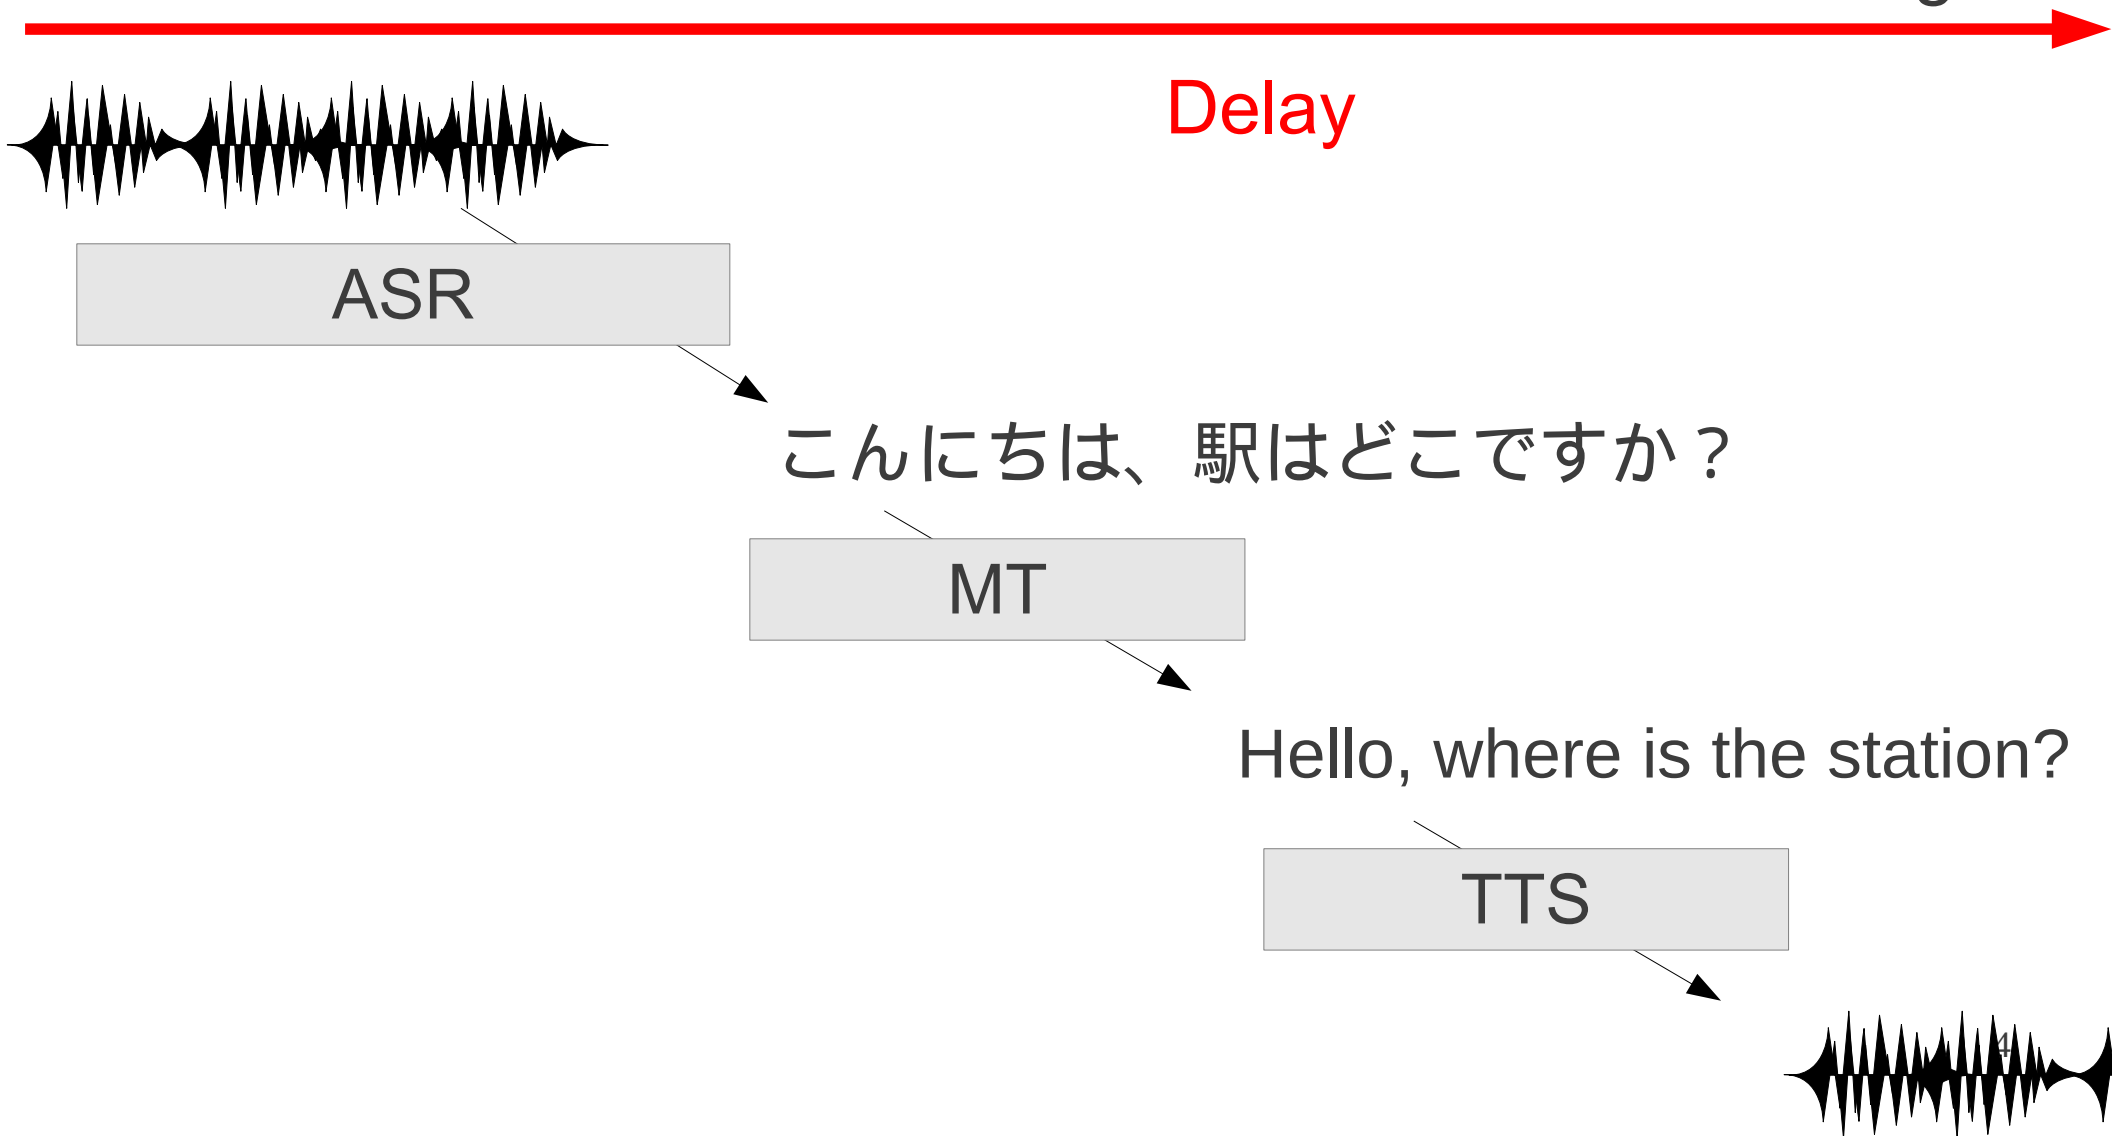 Delay
ASR
こんにちは、駅はどこですか？
MT
Hello, where is the station?
TTS
4